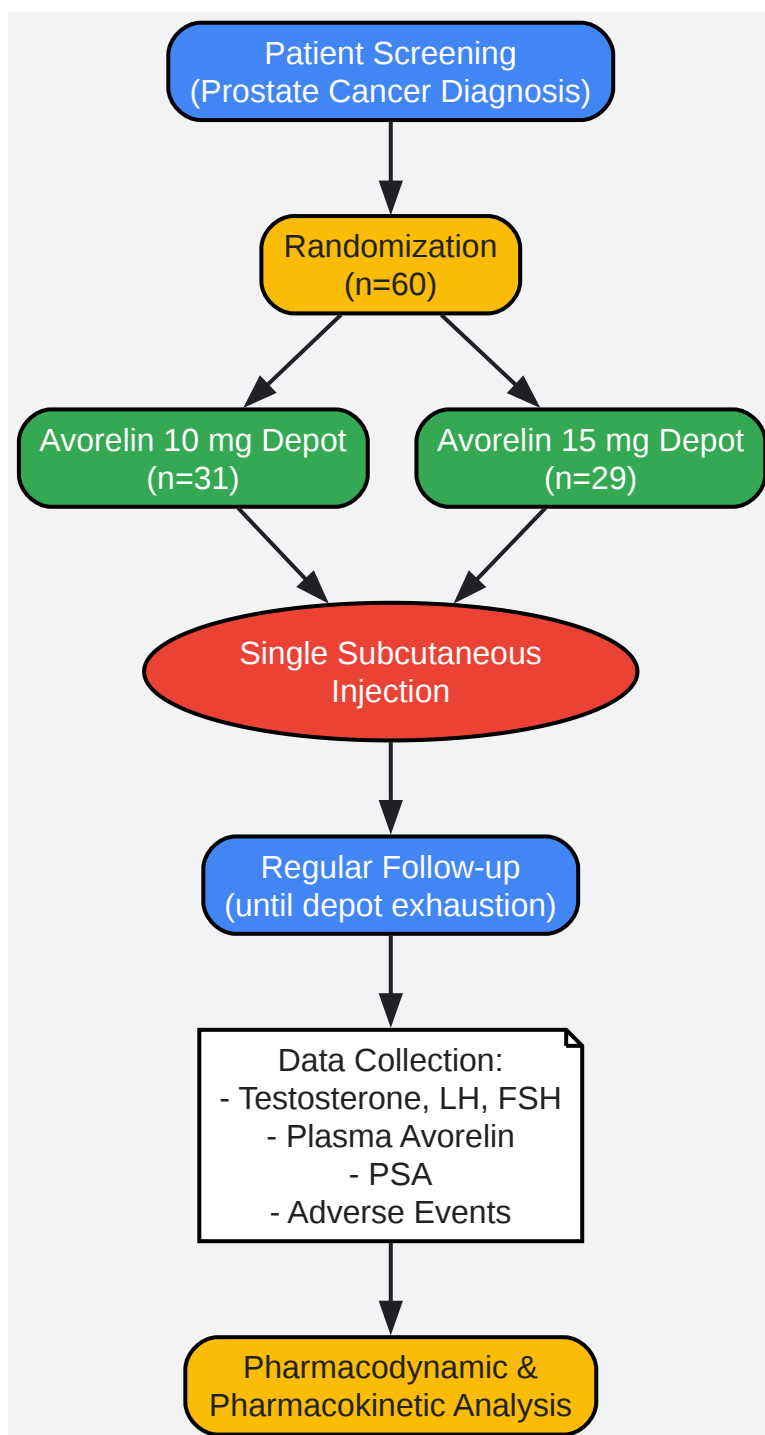 Patient Screening
(Prostate Cancer Diagnosis)
Randomization
(n=60)
Avorelin 10 mg Depot
(n=31)
Avorelin 15 mg Depot
(n=29)
Single Subcutaneous
Injection
Regular Follow-up
(until depot exhaustion)
Data Collection:
- Testosterone, LH, FSH
- Plasma Avorelin
- PSA
- Adverse Events
Pharmacodynamic &
Pharmacokinetic Analysis